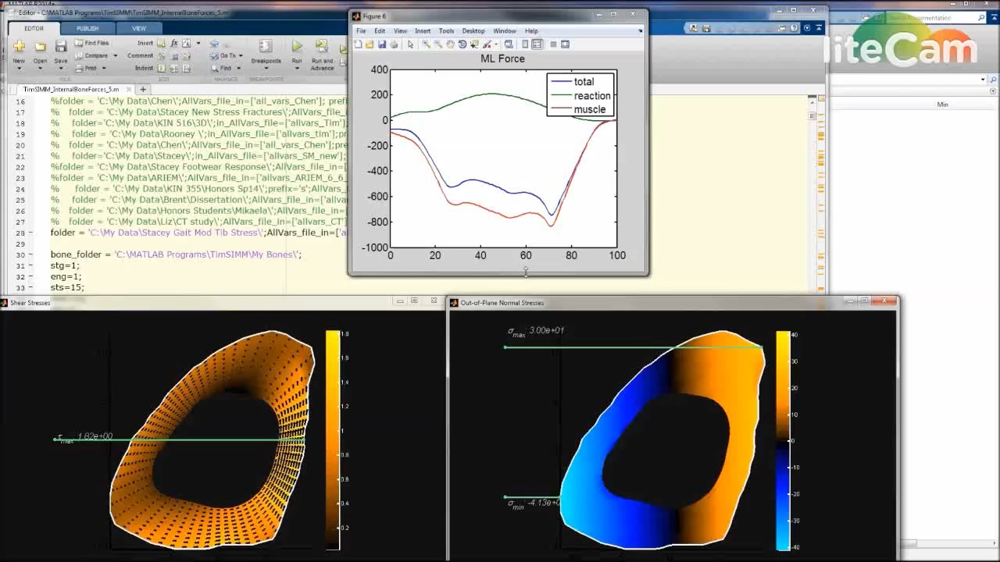 Editor - C:\MATLAB Programs\TimSIMM\TimSIMM_InternalBoneForces_5.m
EDITOR PUBLISH VIEW
New Open Save
Find Files
Compare
Print
Insert
Comment
Indent
Go To
Find
Breakpoints
Run
Run and Advance
FILE EDIT NAVIGATE BREAKPOINTS
TimSIMM_InternalBoneForces_5.m
16 %folder = 'C:\My Data\Chen\';AllVars_file_in=['all_vars_Chen']; prefi
17 % folder = 'C:\My Data\Stacey New Stress Fractures\';AllVars_file_i
18 % folder='C:\My Data\KIN 516\3D\';in_AllVars_file=['allvars_Tim'];
19 % folder = 'C:\My Data\Rooney \';in_AllVars_file=['allvars_tim'];p
20 % folder = 'C:\My Data\Chen\';AllVars_file_in=['all_vars_Chen'];pre
21 % folder='C:\My Data\Stacey\';AllVars_file_in=['allvars_SM_new'];
22 %folder = 'C:\My Data\Stacey Footwear Response\';AllVars_file_in=[
23 %folder = 'C:\My Data\ARIEM\';AllVars_file_in=['allvars_ARIEM_6_6_
24 % folder = 'C:\My Data\KIN 355\Honors Sp14\';prefix='s';AllVars_
25 % folder = 'C:\My Data\Brent\Dissertation\';AllVars_file_in=['allvars_
26 % folder = 'C:\My Data\Honors Students\Mikaela\';AllVars_file_in=
27 % folder = 'C:\My Data\Liz\CT study\';AllVars_file_in=['allvars_CT']
28 folder = 'C:\My Data\Stacey Gait Mod Tib Stress\';AllVars_file_in=['a
29
30 bone_folder = 'C:\MATLAB Programs\TimSIMM\My Bones\';
31 stg=1;
32 eng=1;
33 sts=15;
Figure 6
File Edit View Insert Tools Desktop Window Help
ML Force
total
reaction
muscle
400
200
0
-200
-400
-600
-800
-1000
0 20 40 60 80 100
liteCam
Min
Shear Stresses
τmax 1.82e+00
1.8
1.6
1.4
1.2
1
0.8
0.6
0.4
0.2
Out-of-Plane Normal Stresses
σmax 3.00e+01
σmin -4.13e+0
40
30
20
10
0
-10
-20
-30
-40